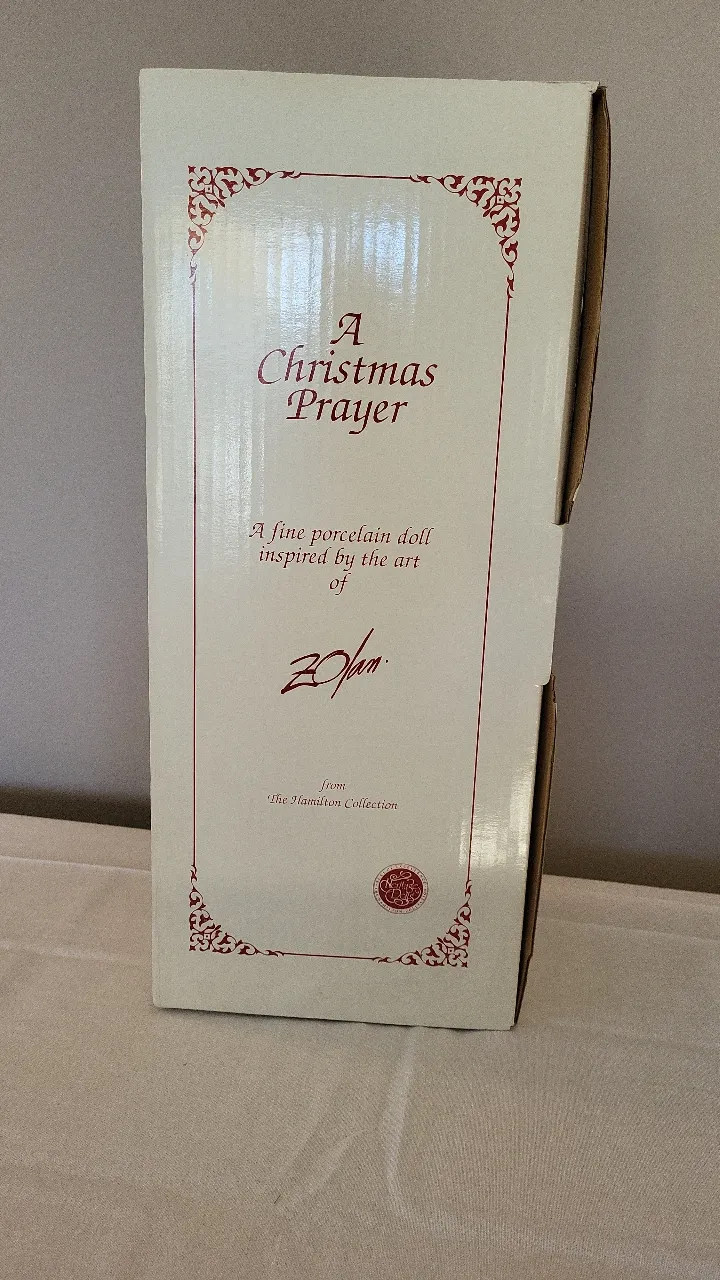 A
Christmas
Prayer
A fine porcelain doll
inspired by the art
of
Zolan.
from
The Hamilton Collection